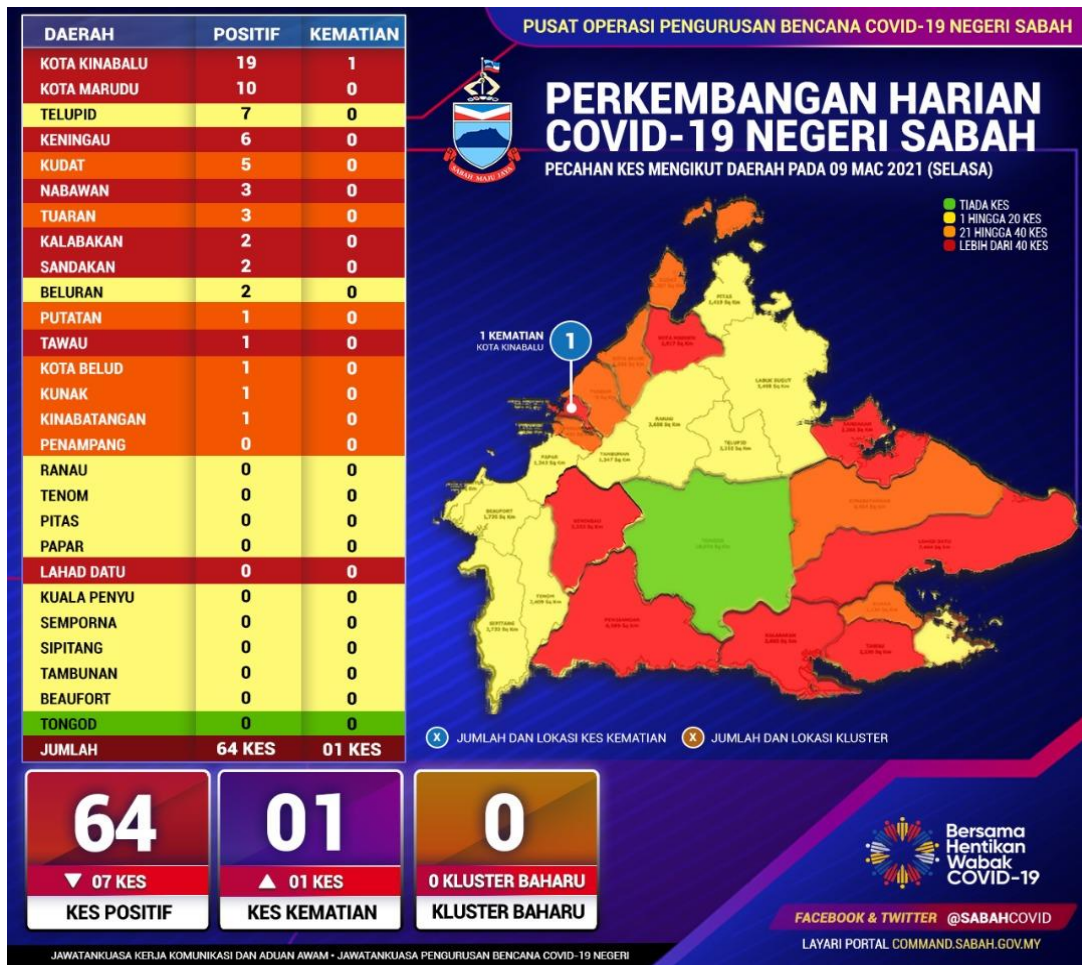 DAERAH POSITIF KEMATIAN
KOTA KINABALU 19 1
KOTA MARUDU 10 0
TELUPID 7 0
KENINGAU 6 0
KUDAT 5 0
NABAWAN 3 0
TUARAN 3 0
KALABAKAN 2 0
SANDAKAN 2 0
BELURAN 2 0
PUTATAN 1 0
TAWAU 1 0
KOTA BELUD 1 0
KUNAK 1 0
KINABATANGAN 1 0
PENAMPANG 0 0
RANAU 0 0
TENOM 0 0
PITAS 0 0
PAPAR 0 0
LAHAD DATU 0 0
KUALA PENYU 0 0
SEMPORNA 0 0
SIPITANG 0 0
TAMBUNAN 0 0
BEAUFORT 0 0
TONGOD 0 0
JUMLAH 64 KES 01 KES
PUSAT OPERASI PENGURUSAN BENCANA COVID-19 NEGERI SABAH
SABAH MAJU JAYA
PERKEMBANGAN HARIAN
COVID-19 NEGERI SABAH
PECAHAN KES MENGIKUT DAERAH PADA 09 MAC 2021 (SELASA)
TIADA KES
1 HINGGA 20 KES
21 HINGGA 40 KES
LEBIH DARI 40 KES
1 KEMATIAN
KOTA KINABALU
1
PITAS
LABUK SUGUT
RANAU
TELUPID
TAMBUNAN
PAPAR
BEAUFORT
TENOM
SIPITANG
X JUMLAH DAN LOKASI KES KEMATIAN
X JUMLAH DAN LOKASI KLUSTER
64
▼ 07 KES
KES POSITIF
01
▲ 01 KES
KES KEMATIAN
0
0 KLUSTER BAHARU
KLUSTER BAHARU
Bersama
Hentikan
Wabak
COVID-19
FACEBOOK & TWITTER @SABAHCOVID
LAYARI PORTAL COMMAND.SABAH.GOV.MY
JAWATANKUASA KERJA KOMUNIKASI DAN ADUAN AWAM • JAWATANKUASA PENGURUSAN BENCANA COVID-19 NEGERI